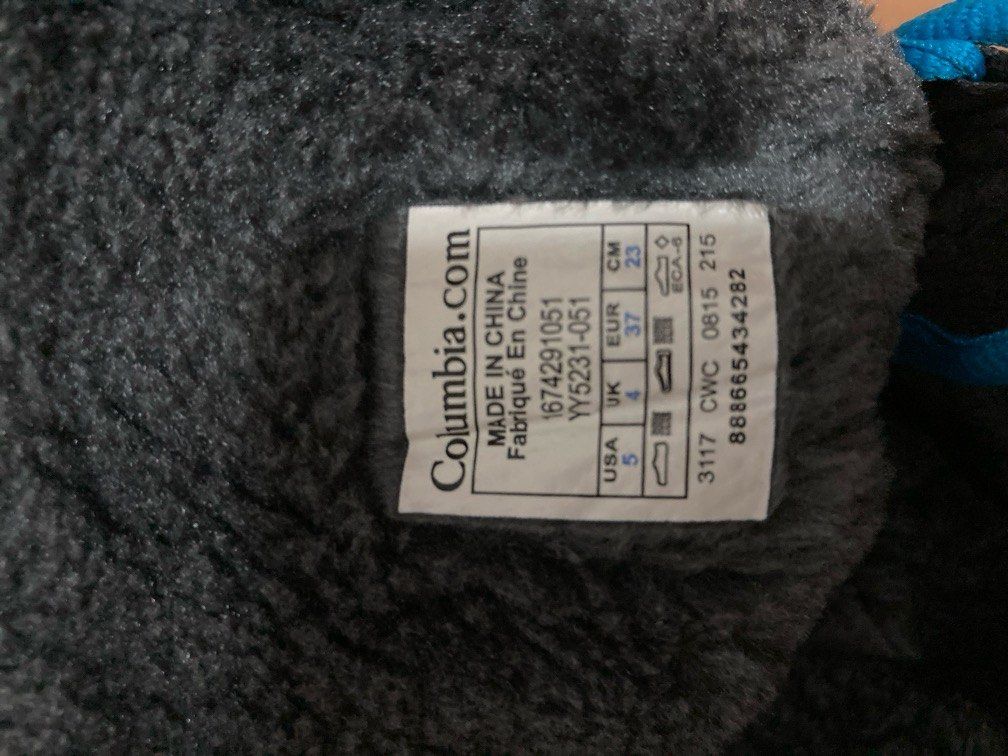 Columbia.com
MADE IN CHINA
Fabriqué En Chine
1674291051
YY5231-051
USA UK EUR CM
5 4 37 23
ECA-6
3117 CWC 0815 215
888665434282